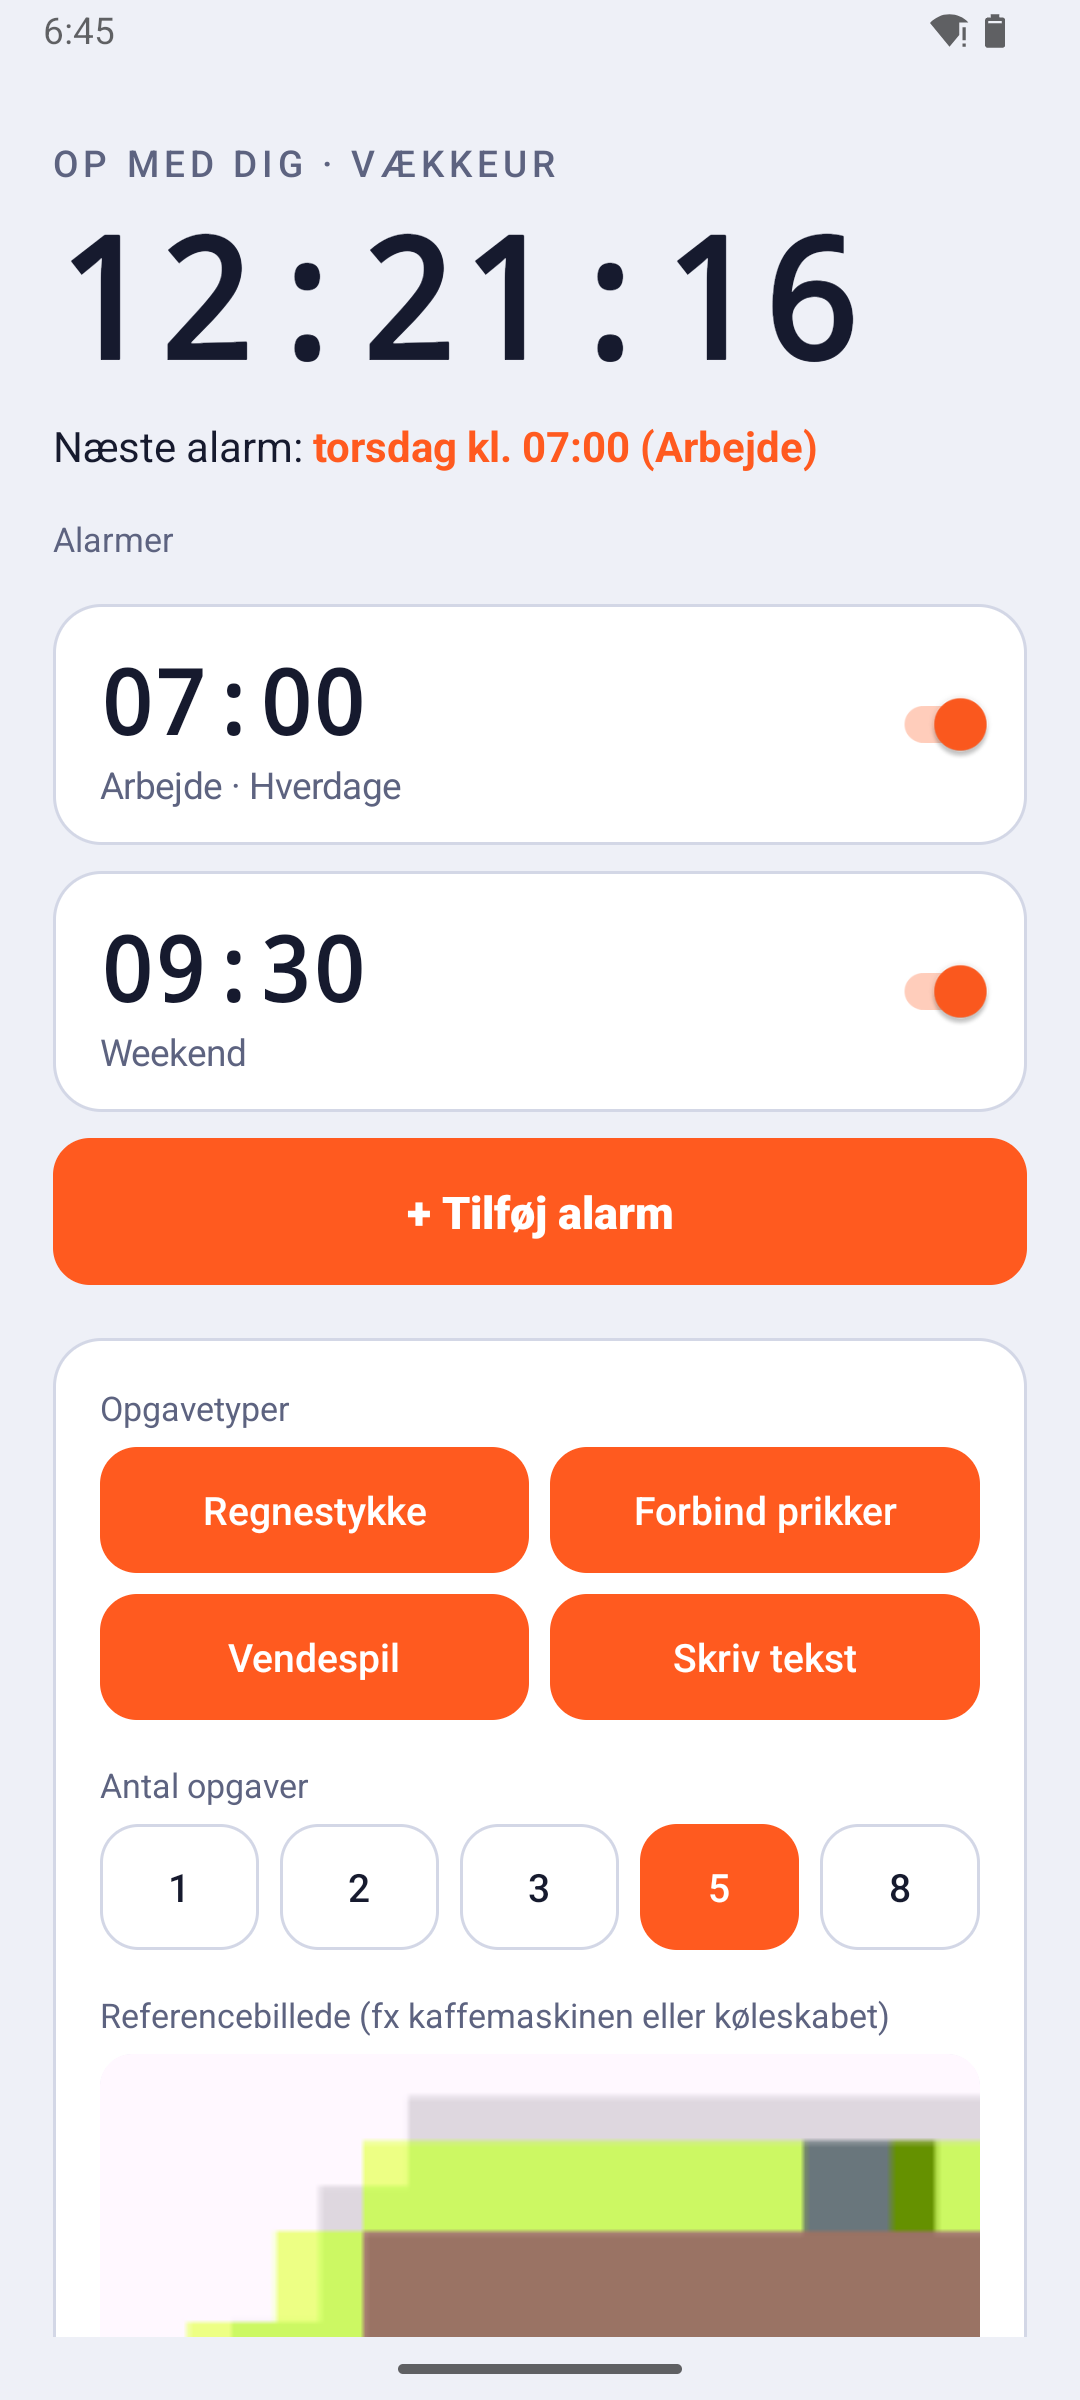 6:45
OP MED DIG · VÆKKEUR
12:21:16
Næste alarm: torsdag kl. 07:00 (Arbejde)
Alarmer
07:00
Arbejde · Hverdage
09:30
Weekend
+ Tilføj alarm
Opgavetyper
Regnestykke Forbind prikker
Vendespil Skriv tekst
Antal opgaver
1 2 3 5 8
Referencebillede (fx kaffemaskinen eller køleskabet)